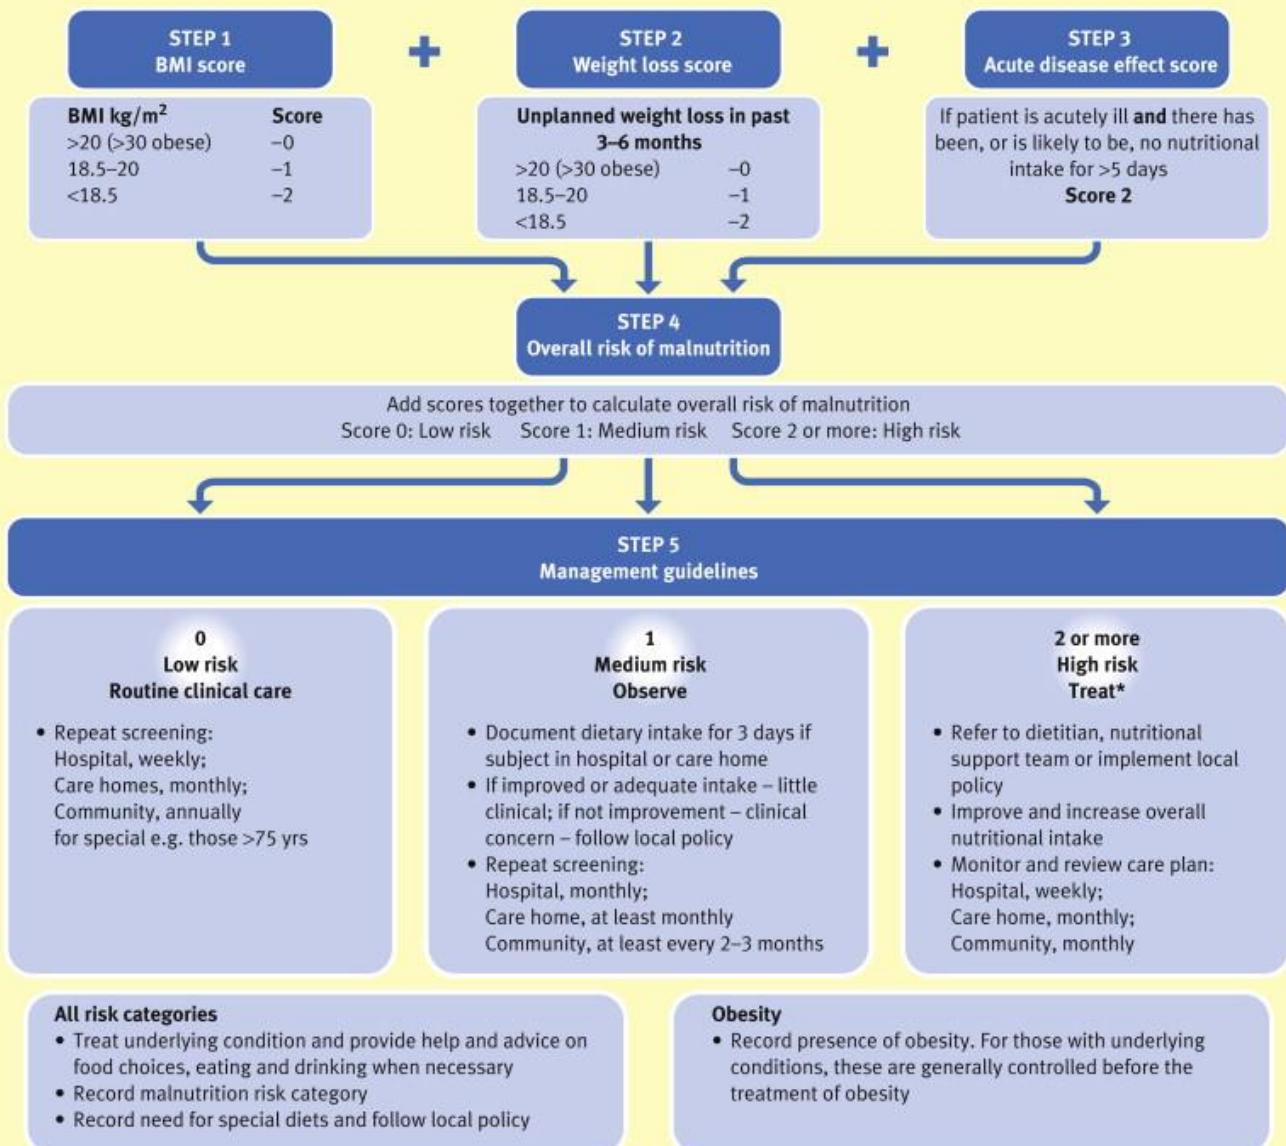 STEP 1
BMI score
+
STEP 2
Weight loss score
+
STEP 3
Acute disease effect score
BMI kg/m² Score
>20 (>30 obese) –0
18.5–20 –1
<18.5 –2
Unplanned weight loss in past
3–6 months
>20 (>30 obese) –0
18.5–20 –1
<18.5 –2
If patient is acutely ill and there has
been, or is likely to be, no nutritional
intake for >5 days
Score 2
STEP 4
Overall risk of malnutrition
Add scores together to calculate overall risk of malnutrition
Score 0: Low risk Score 1: Medium risk Score 2 or more: High risk
STEP 5
Management guidelines
0
Low risk
Routine clinical care
• Repeat screening:
Hospital, weekly;
Care homes, monthly;
Community, annually
for special e.g. those >75 yrs
1
Medium risk
Observe
• Document dietary intake for 3 days if
subject in hospital or care home
• If improved or adequate intake – little
clinical; if not improvement – clinical
concern – follow local policy
• Repeat screening:
Hospital, monthly;
Care home, at least monthly
Community, at least every 2–3 months
2 or more
High risk
Treat*
• Refer to dietitian, nutritional
support team or implement local
policy
• Improve and increase overall
nutritional intake
• Monitor and review care plan:
Hospital, weekly;
Care home, monthly;
Community, monthly
All risk categories
• Treat underlying condition and provide help and advice on
food choices, eating and drinking when necessary
• Record malnutrition risk category
• Record need for special diets and follow local policy
Obesity
• Record presence of obesity. For those with underlying
conditions, these are generally controlled before the
treatment of obesity